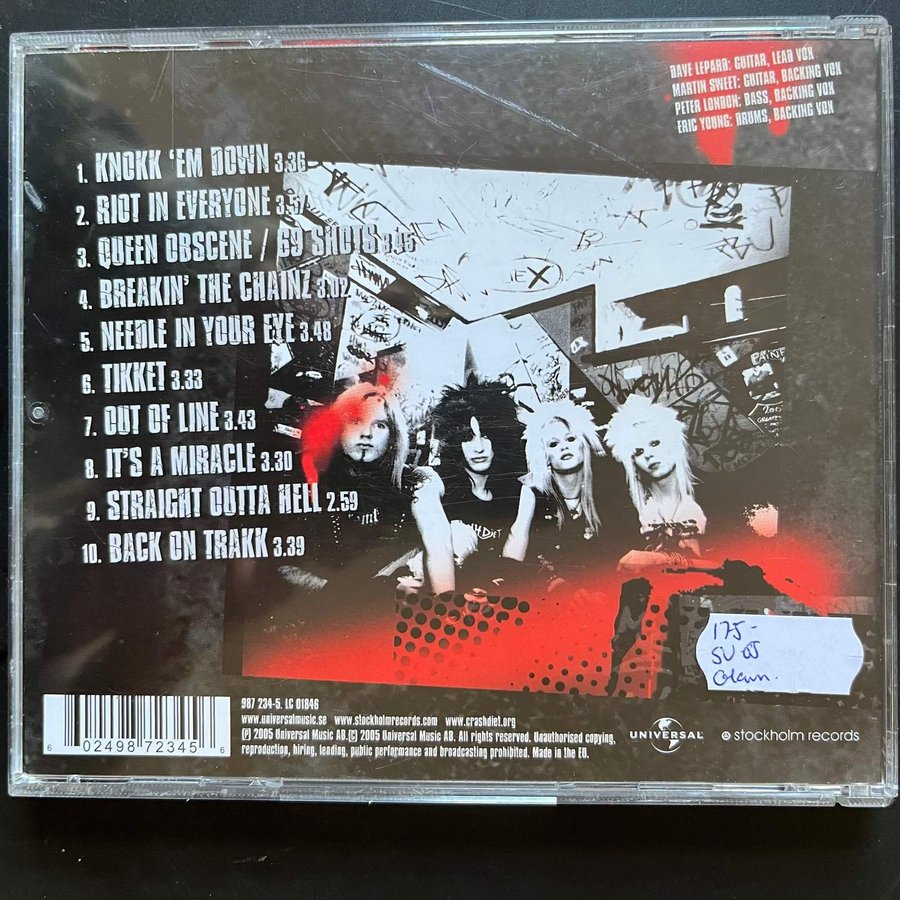 DAVE LEPARD: GUITAR, LEAD VOX
MARTIN SWEET: GUITAR, BACKING VOX
PETER LONDON: BASS, BACKING VOX
ERIC YOUNG: DRUMS, BACKING VOX
1. KNOKK 'EM DOWN 3.36
2. RIOT IN EVERYONE 3.57
3. QUEEN OBSCENE / 69 SHOTS 3.45
4. BREAKIN' THE CHAINZ 3.02
5. NEEDLE IN YOUR EYE 3.48
6. TIKKET 3.33
7. OUT OF LINE 3.43
8. IT'S A MIRACLE 3.30
9. STRAIGHT OUTTA HELL 2.59
10. BACK ON TRAKK 3.39
175-
987 234-5. LC 01846
www.universalmusic.se www.stockholmrecords.com www.crashdiet.org
(P) 2005 Universal Music AB.(C) 2005 Universal Music AB. All rights reserved. Unauthorised copying,
reproduction, hiring, lending, public performance and broadcasting prohibited. Made in the EU.
6 02498 72345 6
UNIVERSAL
stockholm records